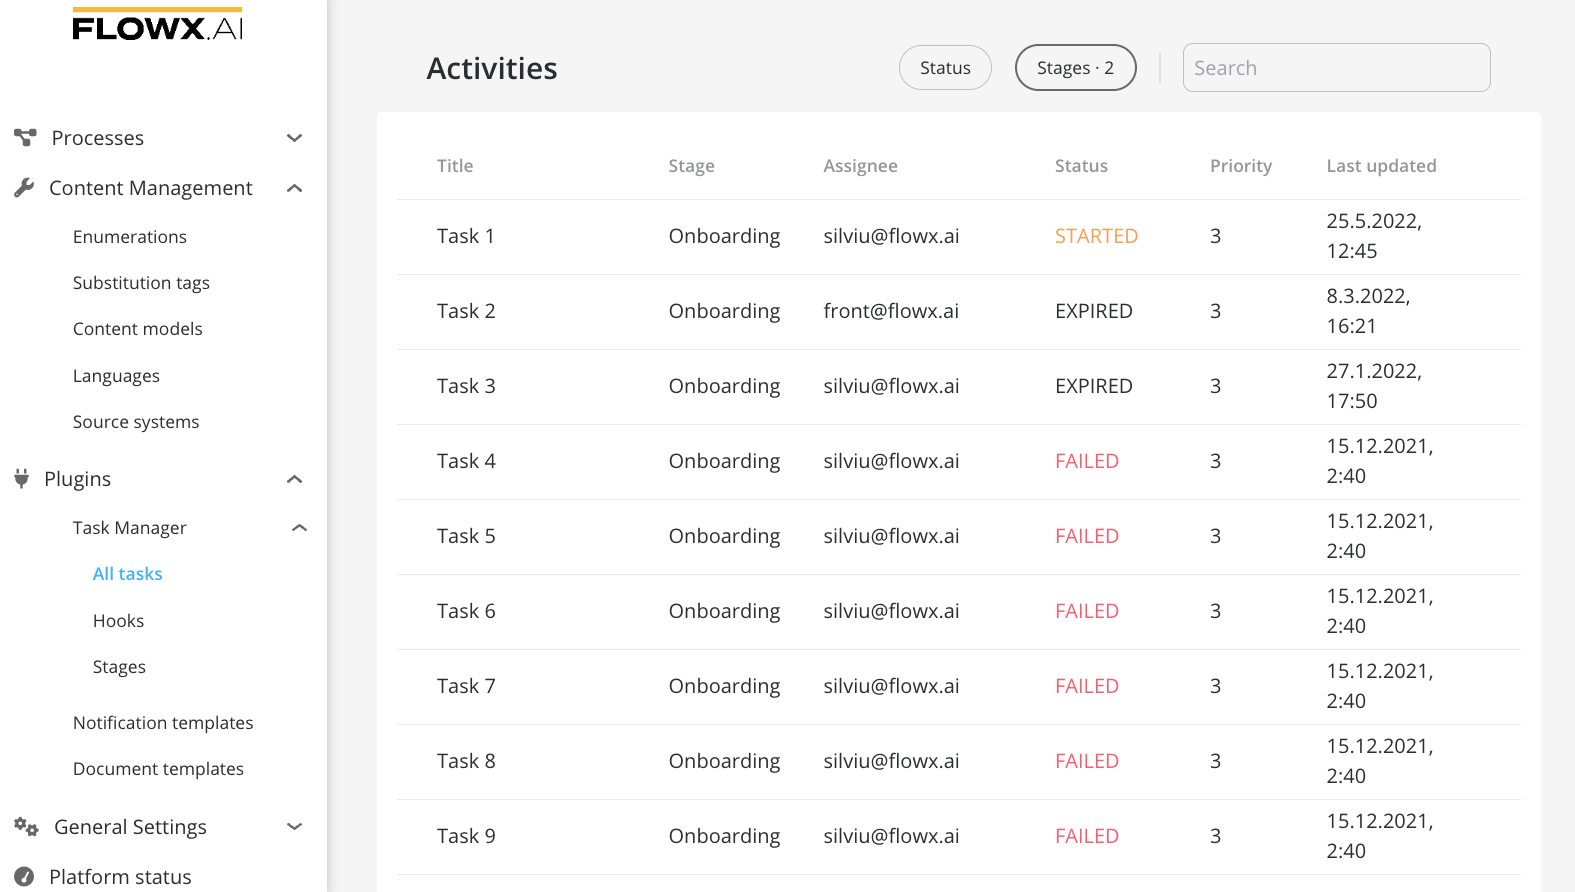 FLOWX.AI
Processes
Content Management
Enumerations
Substitution tags
Content models
Languages
Source systems
Plugins
Task Manager
All tasks
Hooks
Stages
Notification templates
Document templates
General Settings
Platform status
Activities
Status
Stages · 2
Search
Title Stage Assignee Status Priority Last updated
Task 1 Onboarding silviu@flowx.ai STARTED 3 25.5.2022,
12:45
Task 2 Onboarding front@flowx.ai EXPIRED 3 8.3.2022,
16:21
Task 3 Onboarding silviu@flowx.ai EXPIRED 3 27.1.2022,
17:50
Task 4 Onboarding silviu@flowx.ai FAILED 3 15.12.2021,
2:40
Task 5 Onboarding silviu@flowx.ai FAILED 3 15.12.2021,
2:40
Task 6 Onboarding silviu@flowx.ai FAILED 3 15.12.2021,
2:40
Task 7 Onboarding silviu@flowx.ai FAILED 3 15.12.2021,
2:40
Task 8 Onboarding silviu@flowx.ai FAILED 3 15.12.2021,
2:40
Task 9 Onboarding silviu@flowx.ai FAILED 3 15.12.2021,
2:40